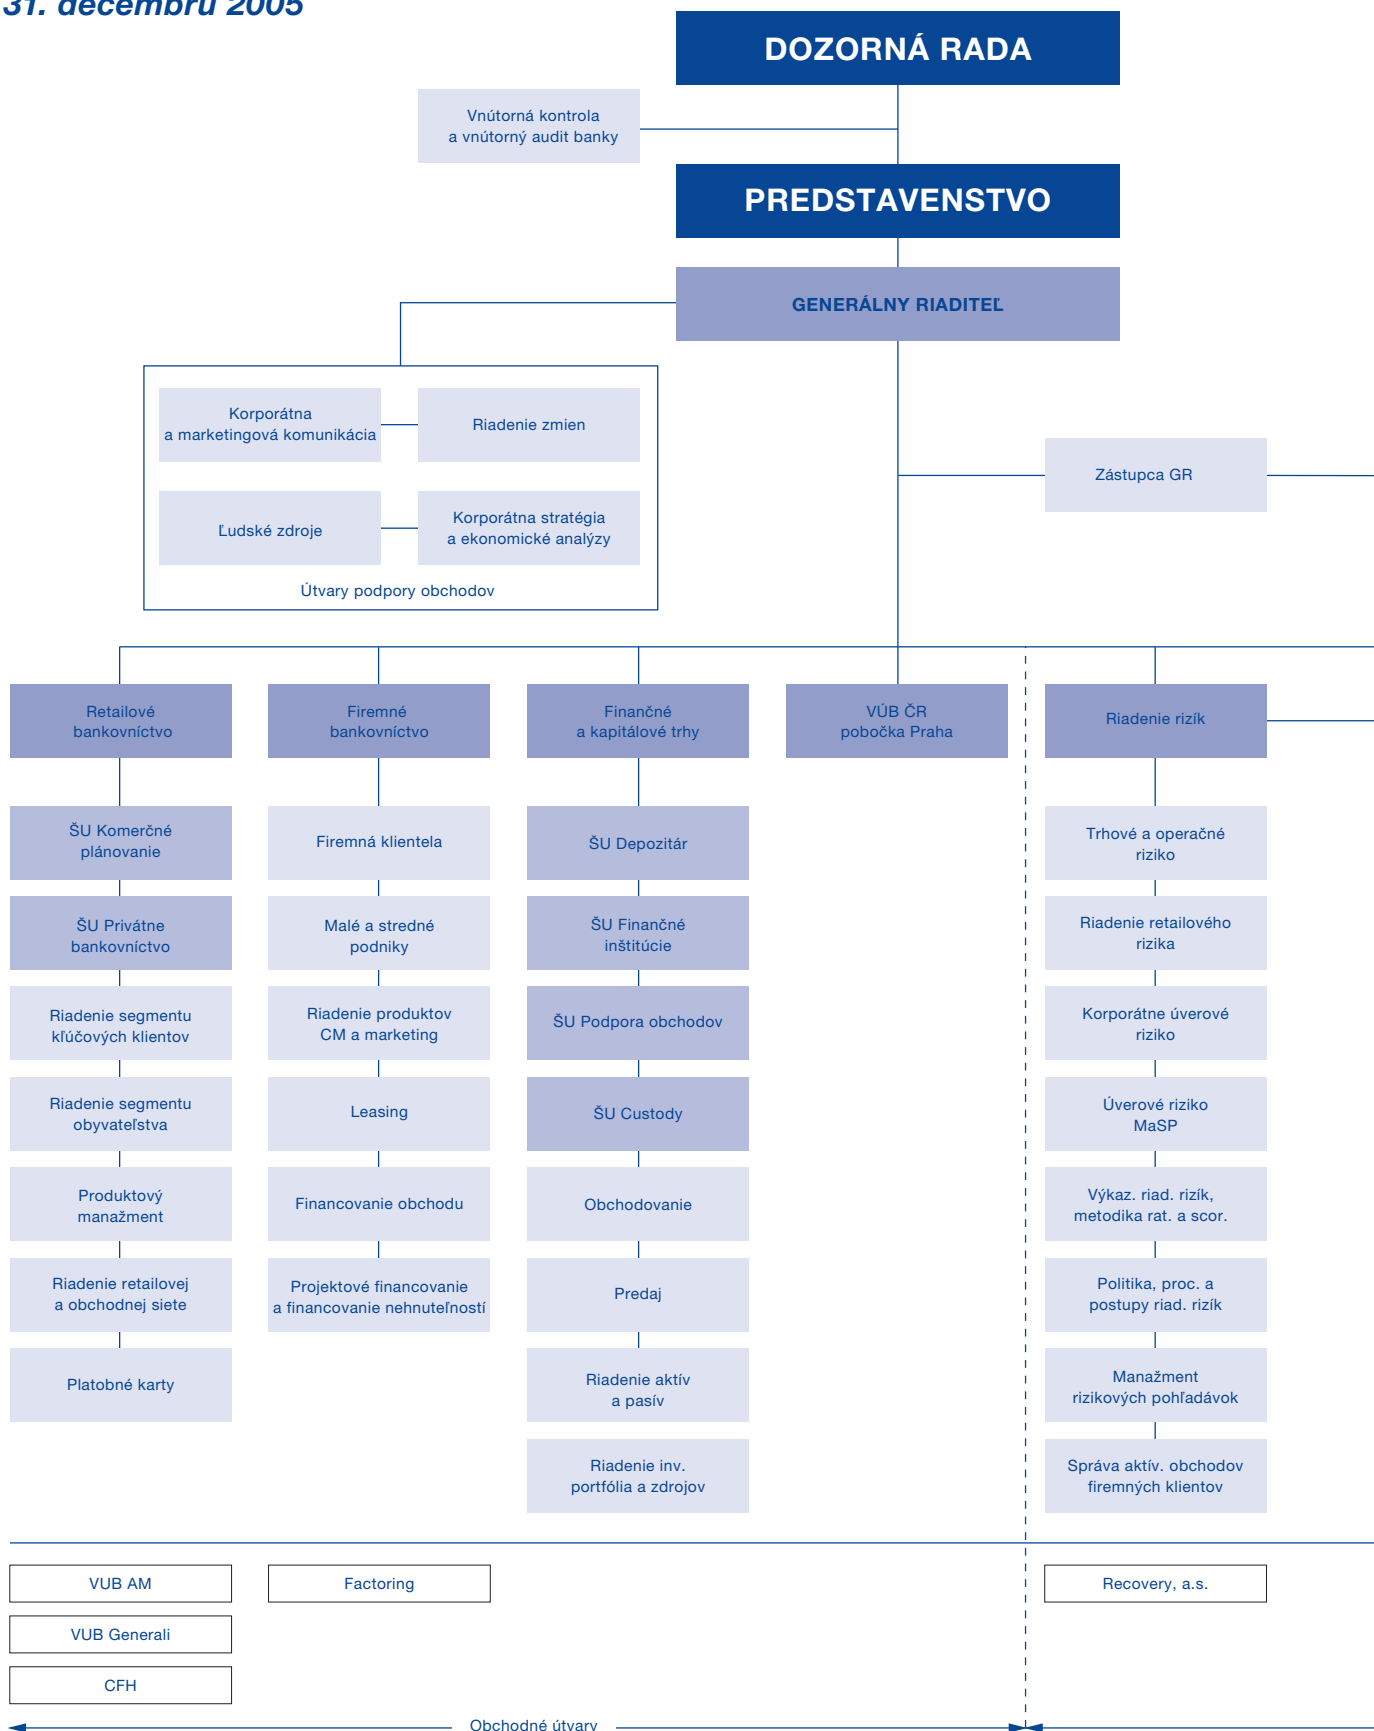 31. decembru 2005
DOZORNÁ RADA
Vnútorná kontrola
a vnútorný audit banky
PREDSTAVENSTVO
GENERÁLNY RIADITEĽ
Korporátna
a marketingová komunikácia
Riadenie zmien
Zástupca GR
Ľudské zdroje
Korporátna stratégia
a ekonomické analýzy
Útvary podpory obchodov
Retailové
bankovníctvo
Firemné
bankovníctvo
Finančné
a kapitálové trhy
VÚB ČR
pobočka Praha
Riadenie rizík
ŠU Komerčné
plánovanie
ŠU Privátne
bankovníctvo
Riadenie segmentu
kľúčových klientov
Riadenie segmentu
obyvateľstva
Produktový
manažment
Riadenie retailovej
a obchodnej siete
Platobné karty
Firemná klientela
Malé a stredné
podniky
Riadenie produktov
CM a marketing
Leasing
Financovanie obchodu
Projektové financovanie
a financovanie nehnuteľností
ŠU Depozitár
ŠU Finančné
inštitúcie
ŠU Podpora obchodov
ŠU Custody
Obchodovanie
Predaj
Riadenie aktív
a pasív
Riadenie inv.
portfólia a zdrojov
Trhové a operačné
riziko
Riadenie retailového
rizika
Korporátne úverové
riziko
Úverové riziko
MaSP
Výkaz. riad. rizík,
metodika rat. a scor.
Politika, proc. a
postupy riad. rizík
Manažment
rizikových pohľadávok
Správa aktív. obchodov
firemných klientov
VUB AM
Factoring
Recovery, a.s.
VUB Generali
CFH
Obchodné útvary